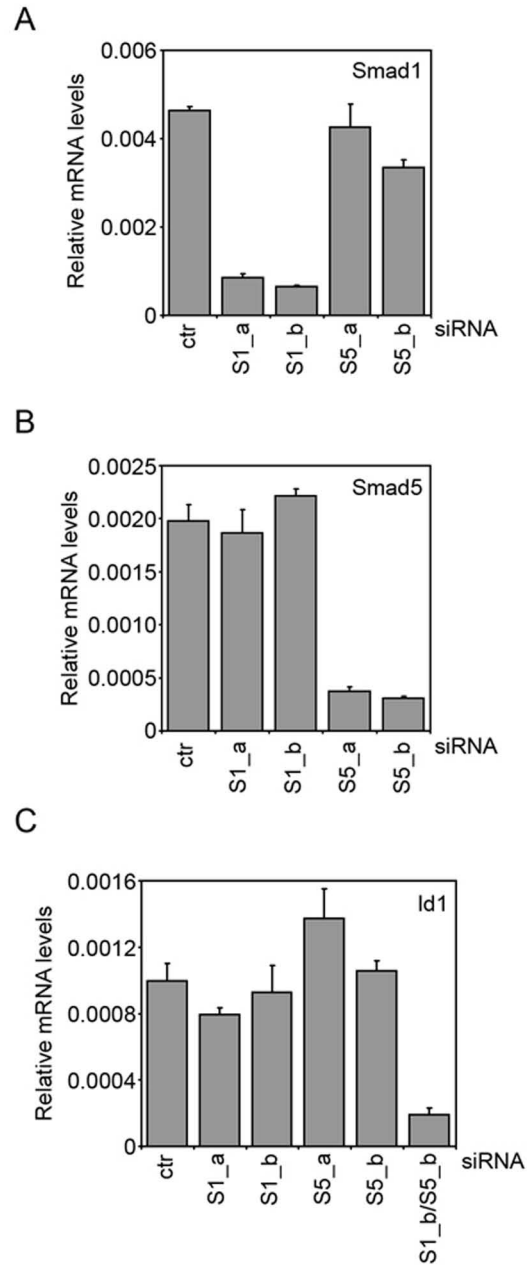 A
Smad1
Relative mRNA levels
0.006
0.004
0.002
0
ctr
S1_a
S1_b
S5_a
S5_b
siRNA
B
Smad5
Relative mRNA levels
0.0025
0.0020
0.0015
0.0010
0.0005
0
ctr
S1_a
S1_b
S5_a
S5_b
siRNA
C
Id1
Relative mRNA levels
0.0016
0.0012
0.0008
0.0004
0
ctr
S1_a
S1_b
S5_a
S5_b
S1_b/S5_b
siRNA